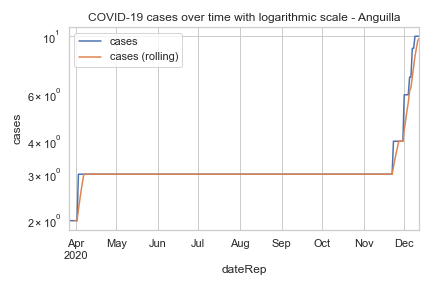 COVID-19 cases over time with logarithmic scale - Anguilla
cases
cases (rolling)
10¹
6 × 10⁰
4 × 10⁰
3 × 10⁰
2 × 10⁰
cases
Apr May Jun Jul Aug Sep Oct Nov Dec
2020
dateRep